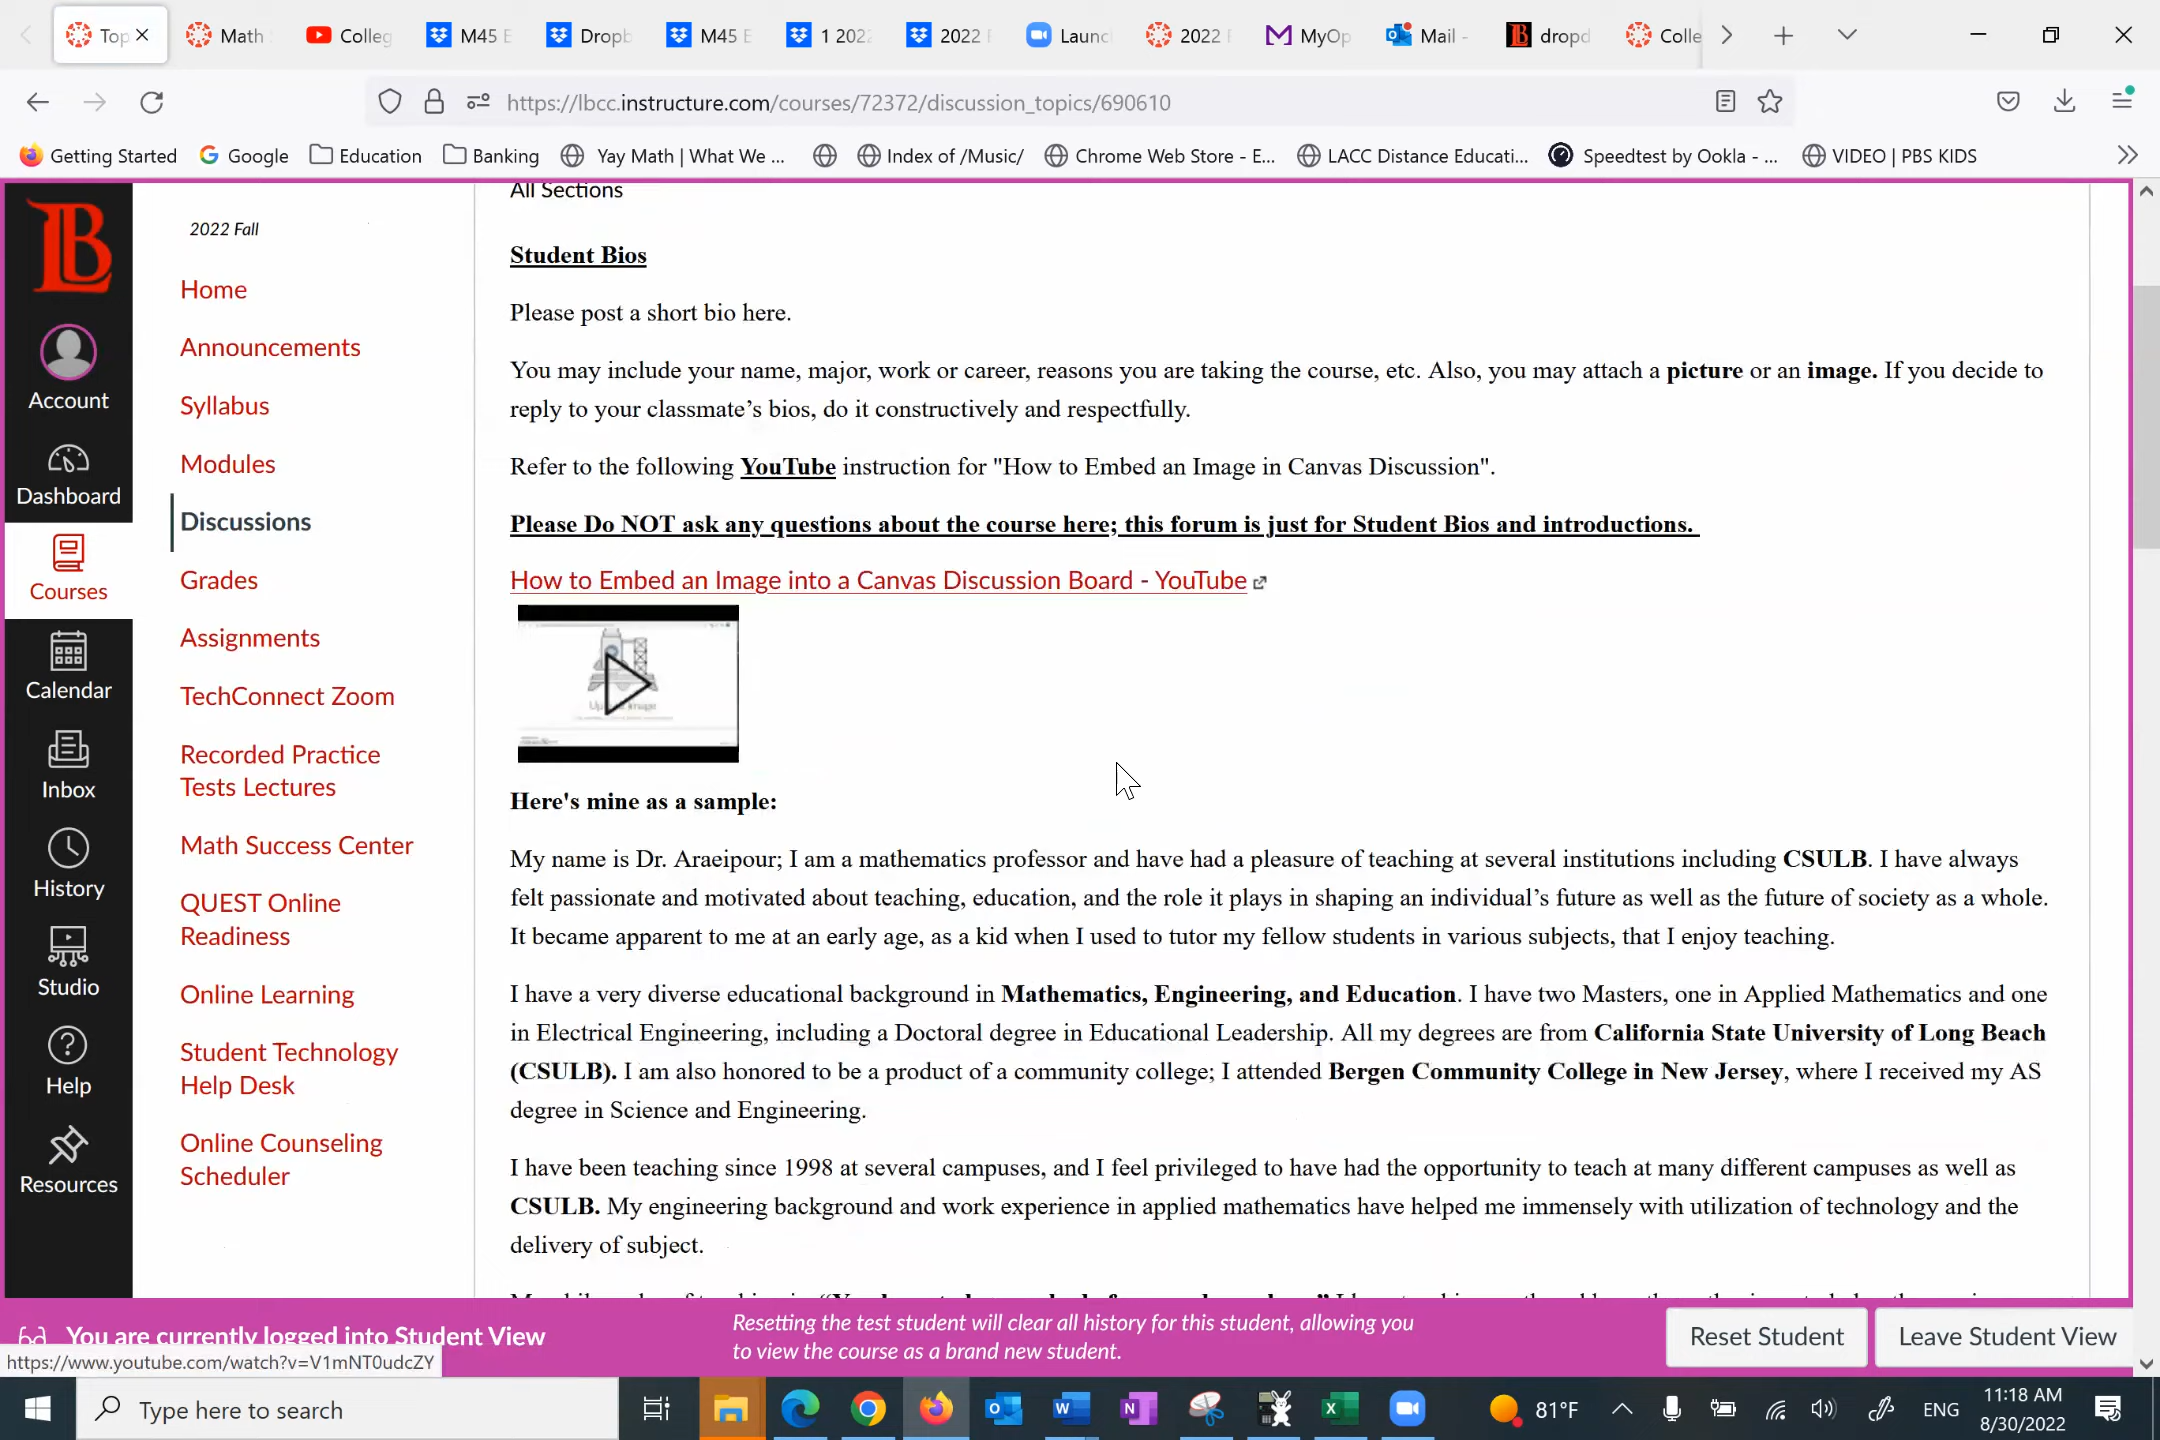 Top
Math
Colleg
M45 E
Dropb
M45 E
1 202
2022 F
Launc
2022 F
MyOp
Mail -
dropd
Colle
https://lbcc.instructure.com/courses/72372/discussion_topics/690610
Getting Started
Google
Education
Banking
Yay Math | What We ...
Index of /Music/
Chrome Web Store - E...
LACC Distance Educati...
Speedtest by Ookla - ...
VIDEO | PBS KIDS
LB
Account
Dashboard
Courses
Calendar
Inbox
History
Studio
Help
Resources
2022 Fall
Home
Announcements
Syllabus
Modules
Discussions
Grades
Assignments
TechConnect Zoom
Recorded Practice
Tests Lectures
Math Success Center
QUEST Online
Readiness
Online Learning
Student Technology
Help Desk
Online Counseling
Scheduler
All Sections
Student Bios
Please post a short bio here.
You may include your name, major, work or career, reasons you are taking the course, etc. Also, you may attach a picture or an image. If you decide to
reply to your classmate’s bios, do it constructively and respectfully.
Refer to the following YouTube instruction for "How to Embed an Image in Canvas Discussion".
Please Do NOT ask any questions about the course here; this forum is just for Student Bios and introductions.
How to Embed an Image into a Canvas Discussion Board - YouTube
Here's mine as a sample:
My name is Dr. Araeipour; I am a mathematics professor and have had a pleasure of teaching at several institutions including CSULB. I have always
felt passionate and motivated about teaching, education, and the role it plays in shaping an individual’s future as well as the future of society as a whole.
It became apparent to me at an early age, as a kid when I used to tutor my fellow students in various subjects, that I enjoy teaching.
I have a very diverse educational background in Mathematics, Engineering, and Education. I have two Masters, one in Applied Mathematics and one
in Electrical Engineering, including a Doctoral degree in Educational Leadership. All my degrees are from California State University of Long Beach
(CSULB). I am also honored to be a product of a community college; I attended Bergen Community College in New Jersey, where I received my AS
degree in Science and Engineering.
I have been teaching since 1998 at several campuses, and I feel privileged to have had the opportunity to teach at many different campuses as well as
CSULB. My engineering background and work experience in applied mathematics have helped me immensely with utilization of technology and the
delivery of subject.
You are currently logged into Student View
Resetting the test student will clear all history for this student, allowing you
to view the course as a brand new student.
Reset Student
Leave Student View
https://www.youtube.com/watch?v=V1mNT0udcZY
Type here to search
81°F
ENG
11:18 AM
8/30/2022